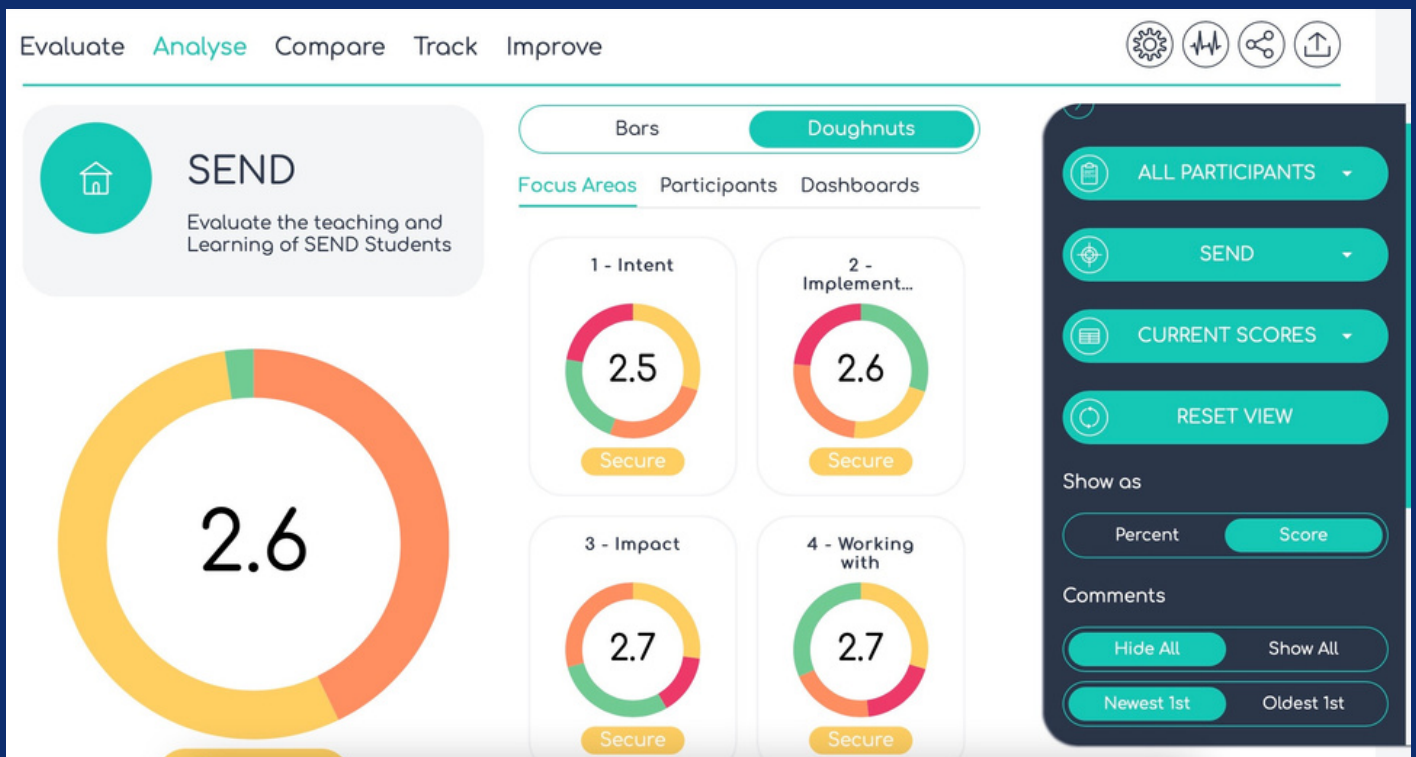 Evaluate Analyse Compare Track Improve
SEND
Evaluate the teaching and
Learning of SEND Students
2.6
Bars Doughnuts
Focus Areas Participants Dashboards
1 - Intent
2.5
Secure
2 -
Implement...
2.6
Secure
3 - Impact
2.7
Secure
4 - Working
with
2.7
Secure
ALL PARTICIPANTS
SEND
CURRENT SCORES
RESET VIEW
Show as
Percent Score
Comments
Hide All Show All
Newest 1st Oldest 1st